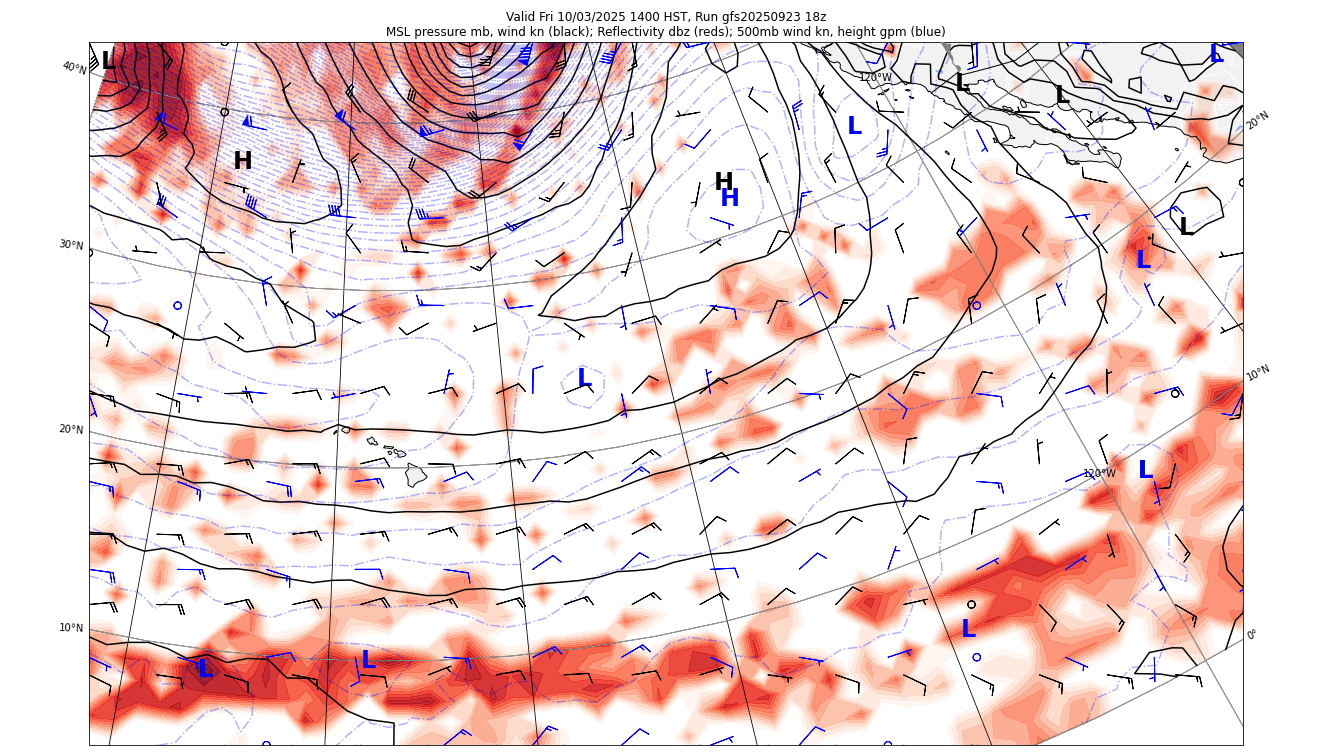 Valid Fri 10/03/2025 1400 HST, Run gfs20250923 18z
MSL pressure mb, wind kn (black); Reflectivity dbz (reds); 500mb wind kn, height gpm (blue)
L
L
40°N
120°W
L
L
L
20°N
H
H
H
L
30°N
L
L
10°N
20°N
120°W
L
10°N
L
0°
L
L